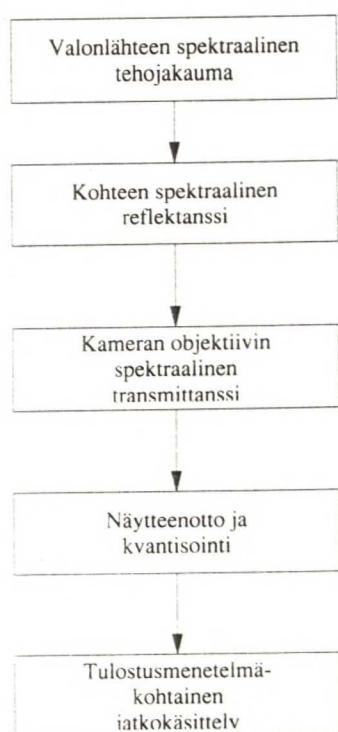 Valonlähteen spektraalinen
tehojakauma
Kohteen spektraalinen
reflektanssi
Kameran objektiivin
spektraalinen
transmittanssi
Näytteenotto ja
kvantisointi
Tulostusmenetelmä-
kohtainen
jatkokäsittely